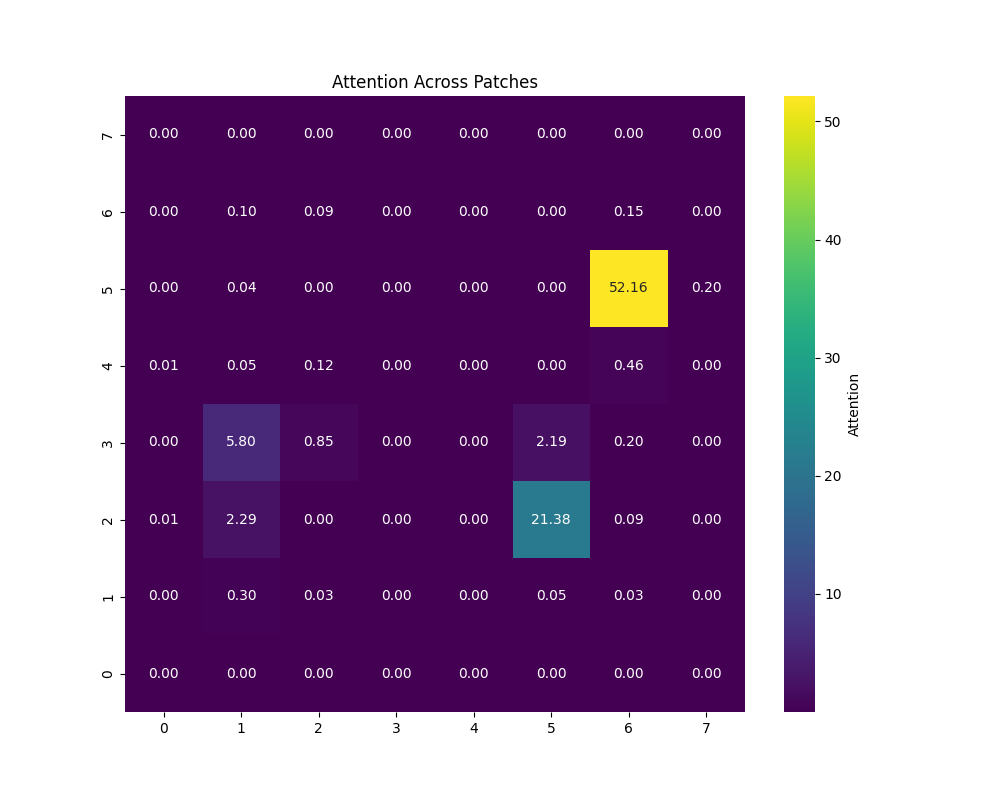 Attention Across Patches
7 0.00 0.00 0.00 0.00 0.00 0.00 0.00 0.00
6 0.00 0.10 0.09 0.00 0.00 0.00 0.15 0.00
5 0.00 0.04 0.00 0.00 0.00 0.00 52.16 0.20
4 0.01 0.05 0.12 0.00 0.00 0.00 0.46 0.00
3 0.00 5.80 0.85 0.00 0.00 2.19 0.20 0.00
2 0.01 2.29 0.00 0.00 0.00 21.38 0.09 0.00
1 0.00 0.30 0.03 0.00 0.00 0.05 0.03 0.00
0 0.00 0.00 0.00 0.00 0.00 0.00 0.00 0.00
0 1 2 3 4 5 6 7
50
40
30
20
10
Attention